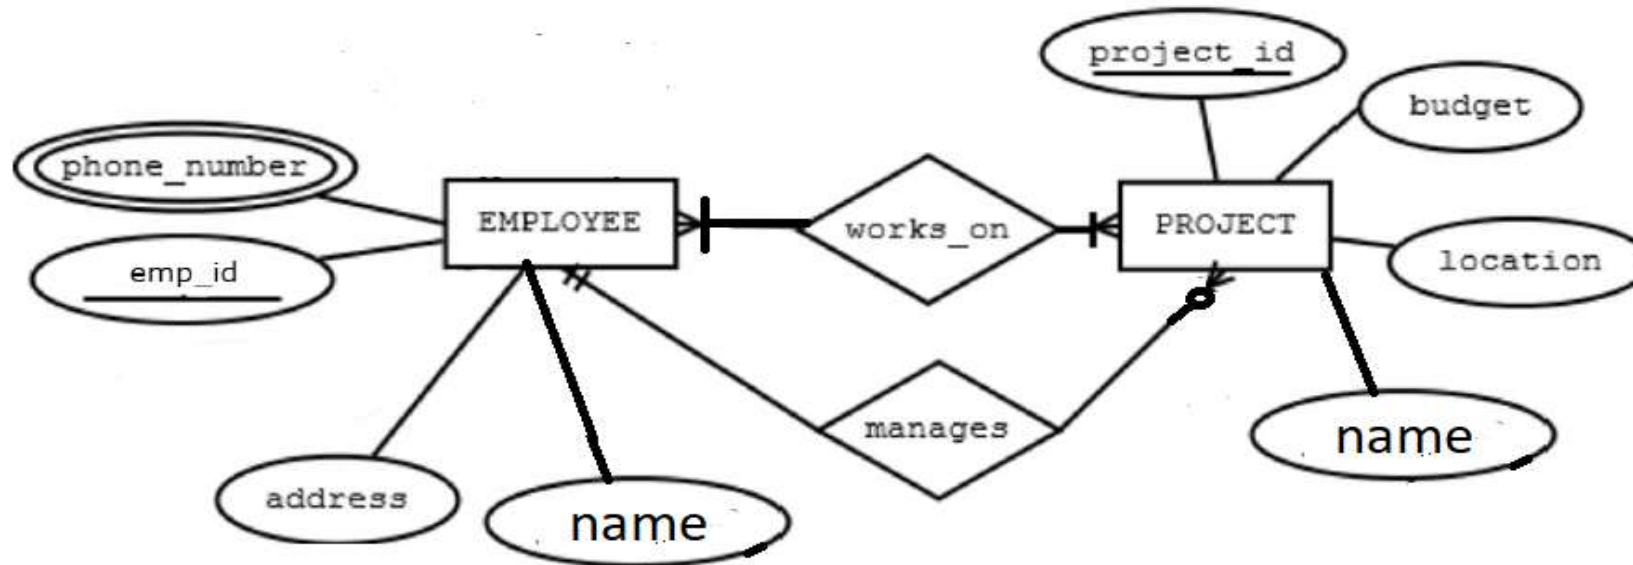 project_id
budget
phone_number
EMPLOYEE
works_on
PROJECT
emp_id
location
manages
name
address
name